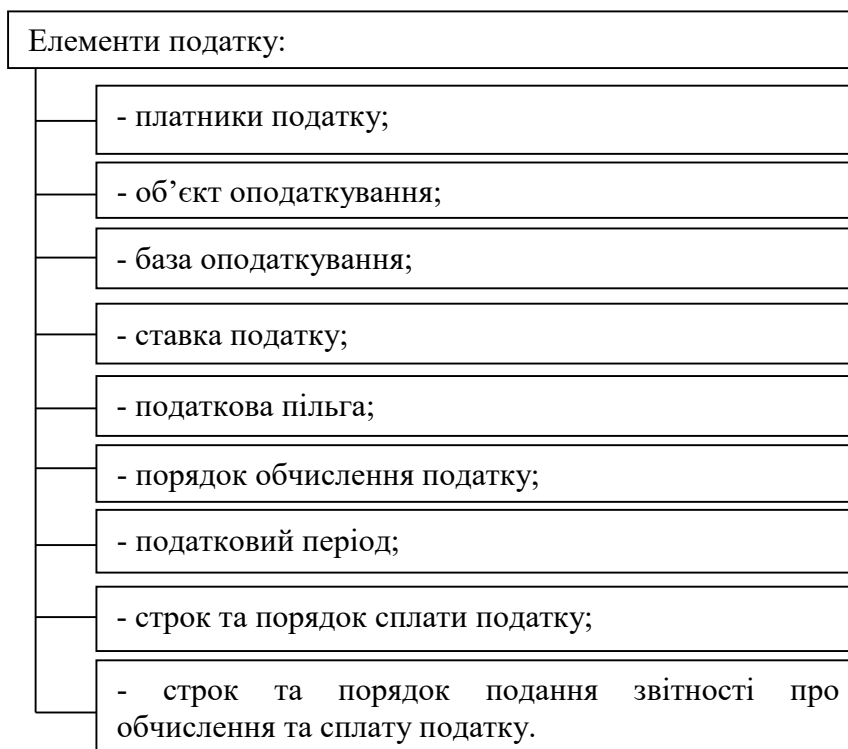 Елементи податку:
- платники податку;
- об’єкт оподаткування;
- база оподаткування;
- ставка податку;
- податкова пільга;
- порядок обчислення податку;
- податковий період;
- строк та порядок сплати податку;
- строк та порядок подання звітності про
обчислення та сплату податку.